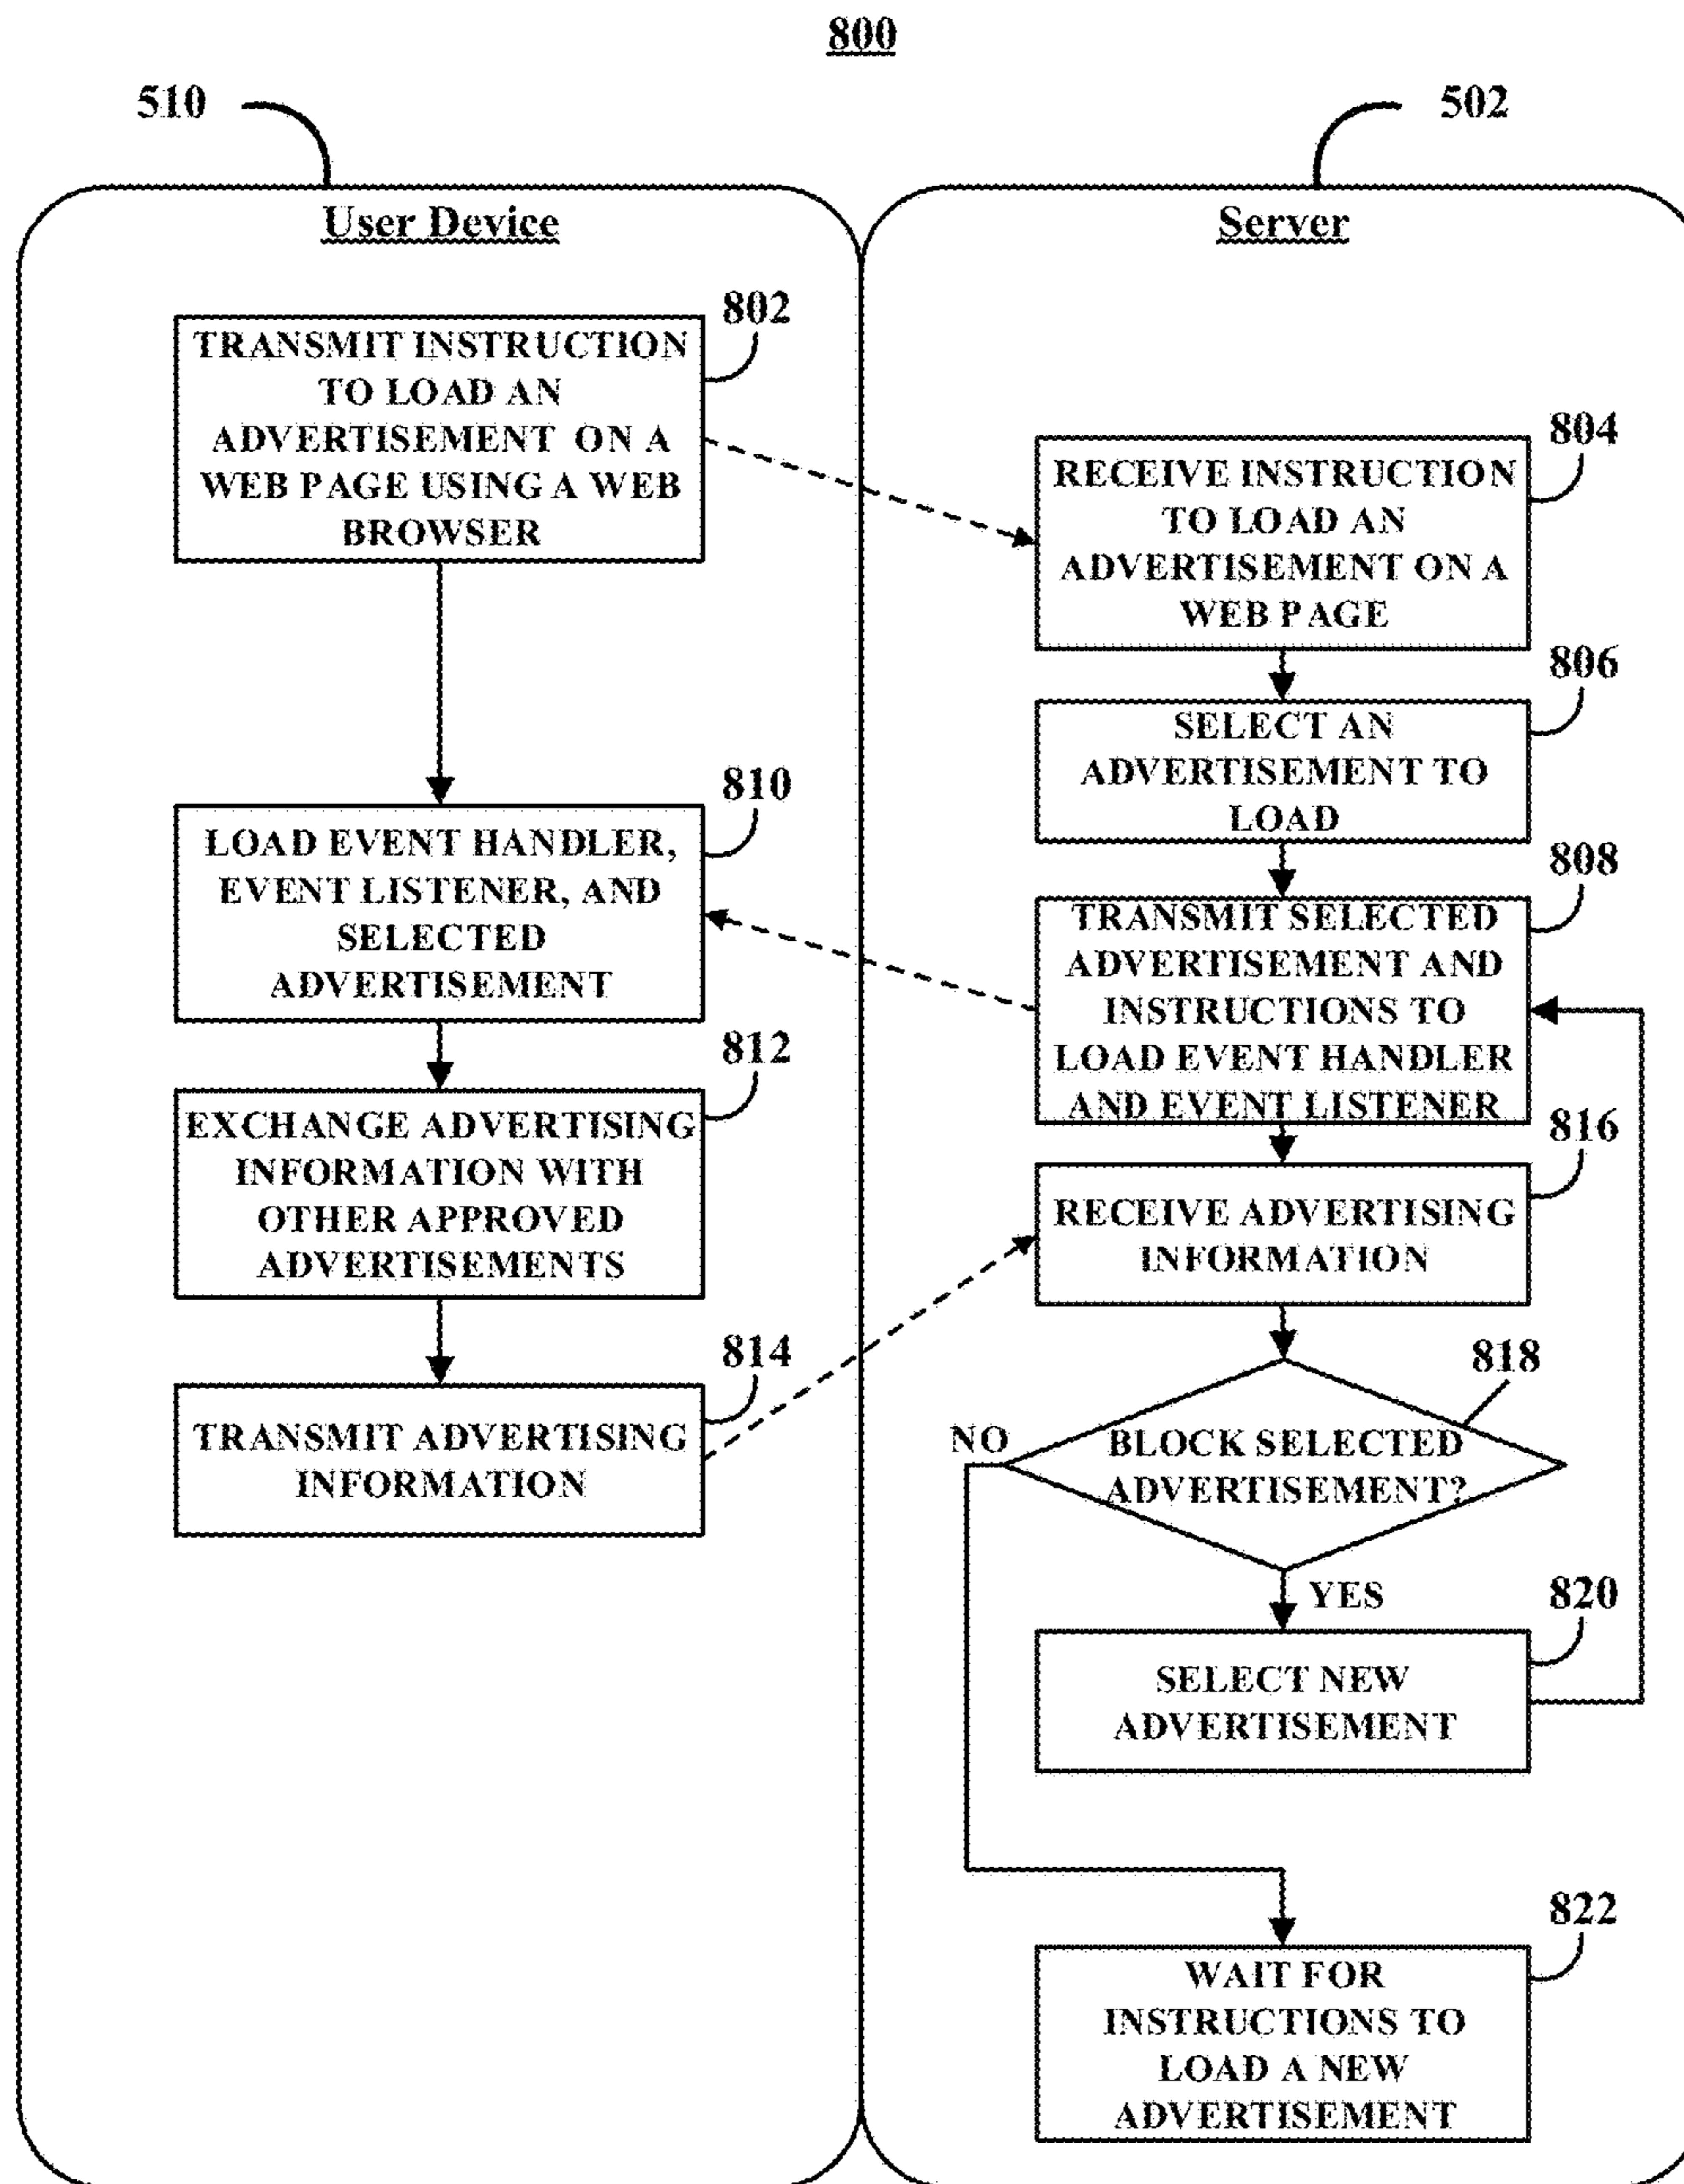 800
510
502
User Device
Server
802
TRANSMIT INSTRUCTION
TO LOAD AN
ADVERTISEMENT ON A
WEB PAGE USING A WEB
BROWSER
804
RECEIVE INSTRUCTION
TO LOAD AN
ADVERTISEMENT ON A
WEB PAGE
806
SELECT AN
ADVERTISEMENT TO
LOAD
810
LOAD EVENT HANDLER,
EVENT LISTENER, AND
SELECTED
ADVERTISEMENT
808
TRANSMIT SELECTED
ADVERTISEMENT AND
INSTRUCTIONS TO
LOAD EVENT HANDLER
AND EVENT LISTENER
812
EXCHANGE ADVERTISING
INFORMATION WITH
OTHER APPROVED
ADVERTISEMENTS
816
RECEIVE ADVERTISING
INFORMATION
814
TRANSMIT ADVERTISING
INFORMATION
818
NO
BLOCK SELECTED
ADVERTISEMENT?
YES
820
SELECT NEW
ADVERTISEMENT
822
WAIT FOR
INSTRUCTIONS TO
LOAD A NEW
ADVERTISEMENT